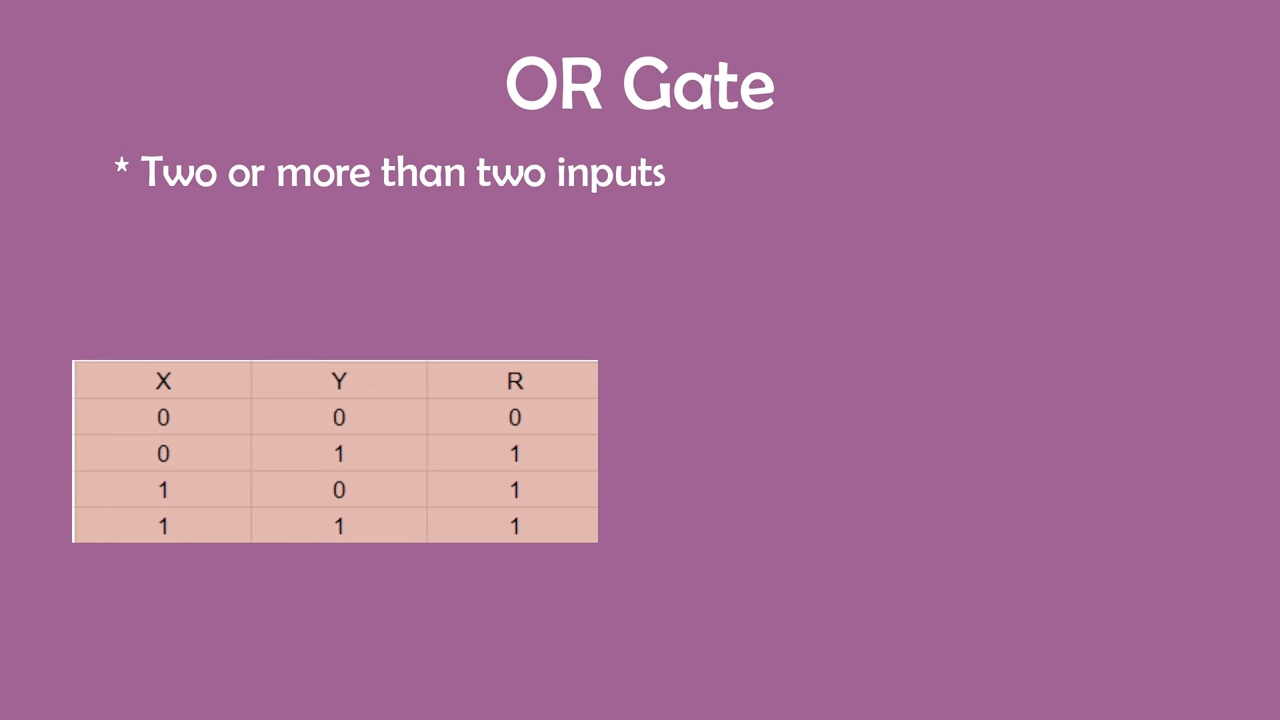 OR Gate
* Two or more than two inputs
X Y R
0 0 0
0 1 1
1 0 1
1 1 1